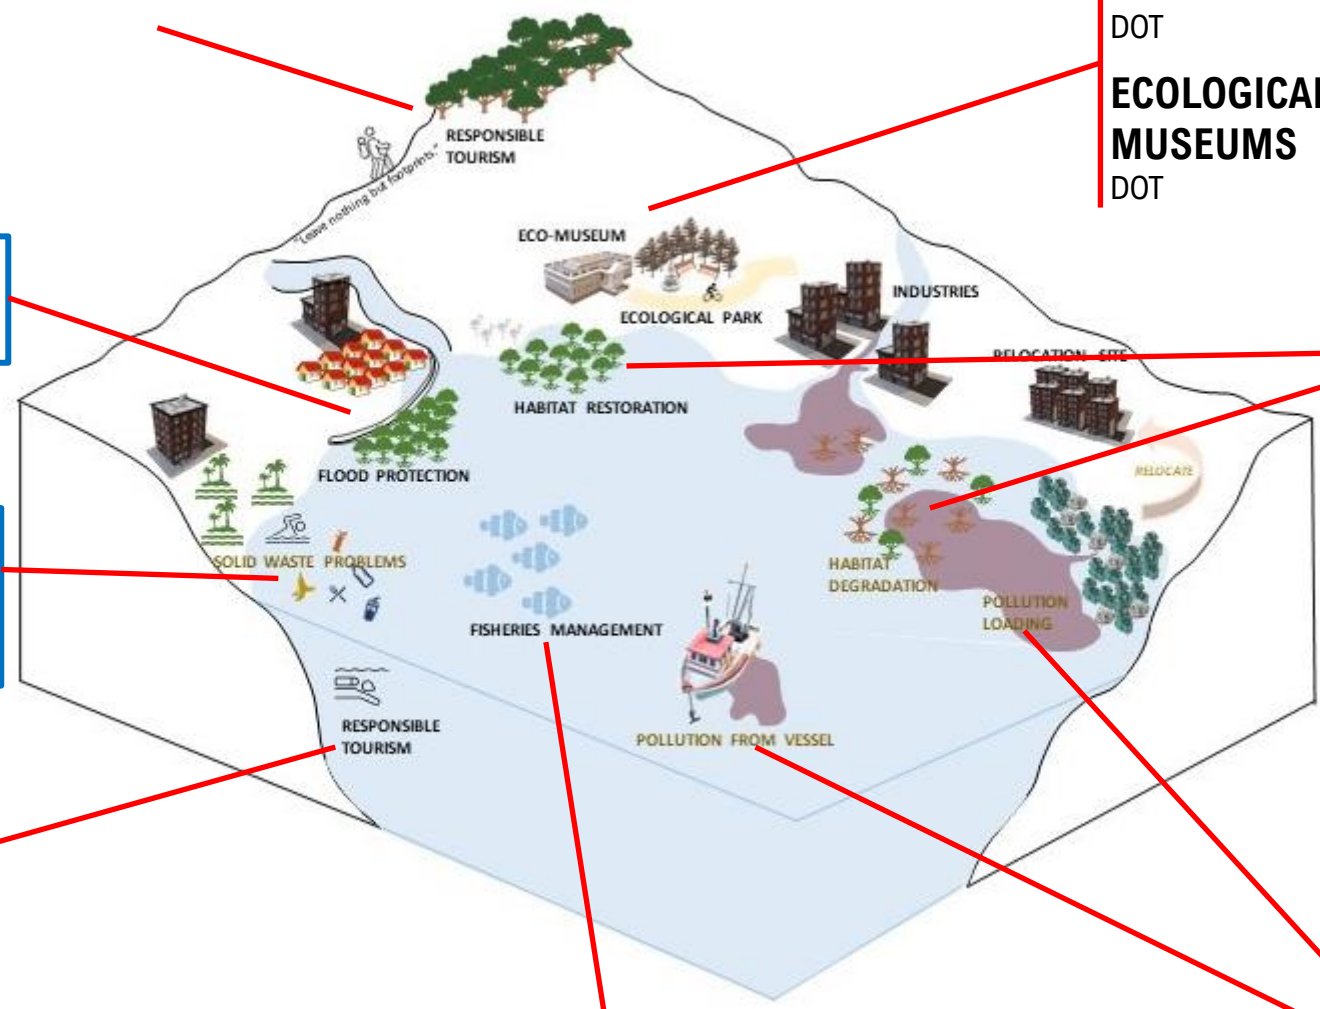 DOT
ECOLOGICAL
MUSEUMS
DOT
RESPONSIBLE
TOURISM
"Leave nothing but footprints."
ECO-MUSEUM
ECOLOGICAL PARK
INDUSTRIES
RELOCATION SITE
HABITAT RESTORATION
RELOCATE
FLOOD PROTECTION
SOLID WASTE PROBLEMS
HABITAT
DEGRADATION
POLLUTION
LOADING
FISHERIES MANAGEMENT
RESPONSIBLE
TOURISM
POLLUTION FROM VESSEL